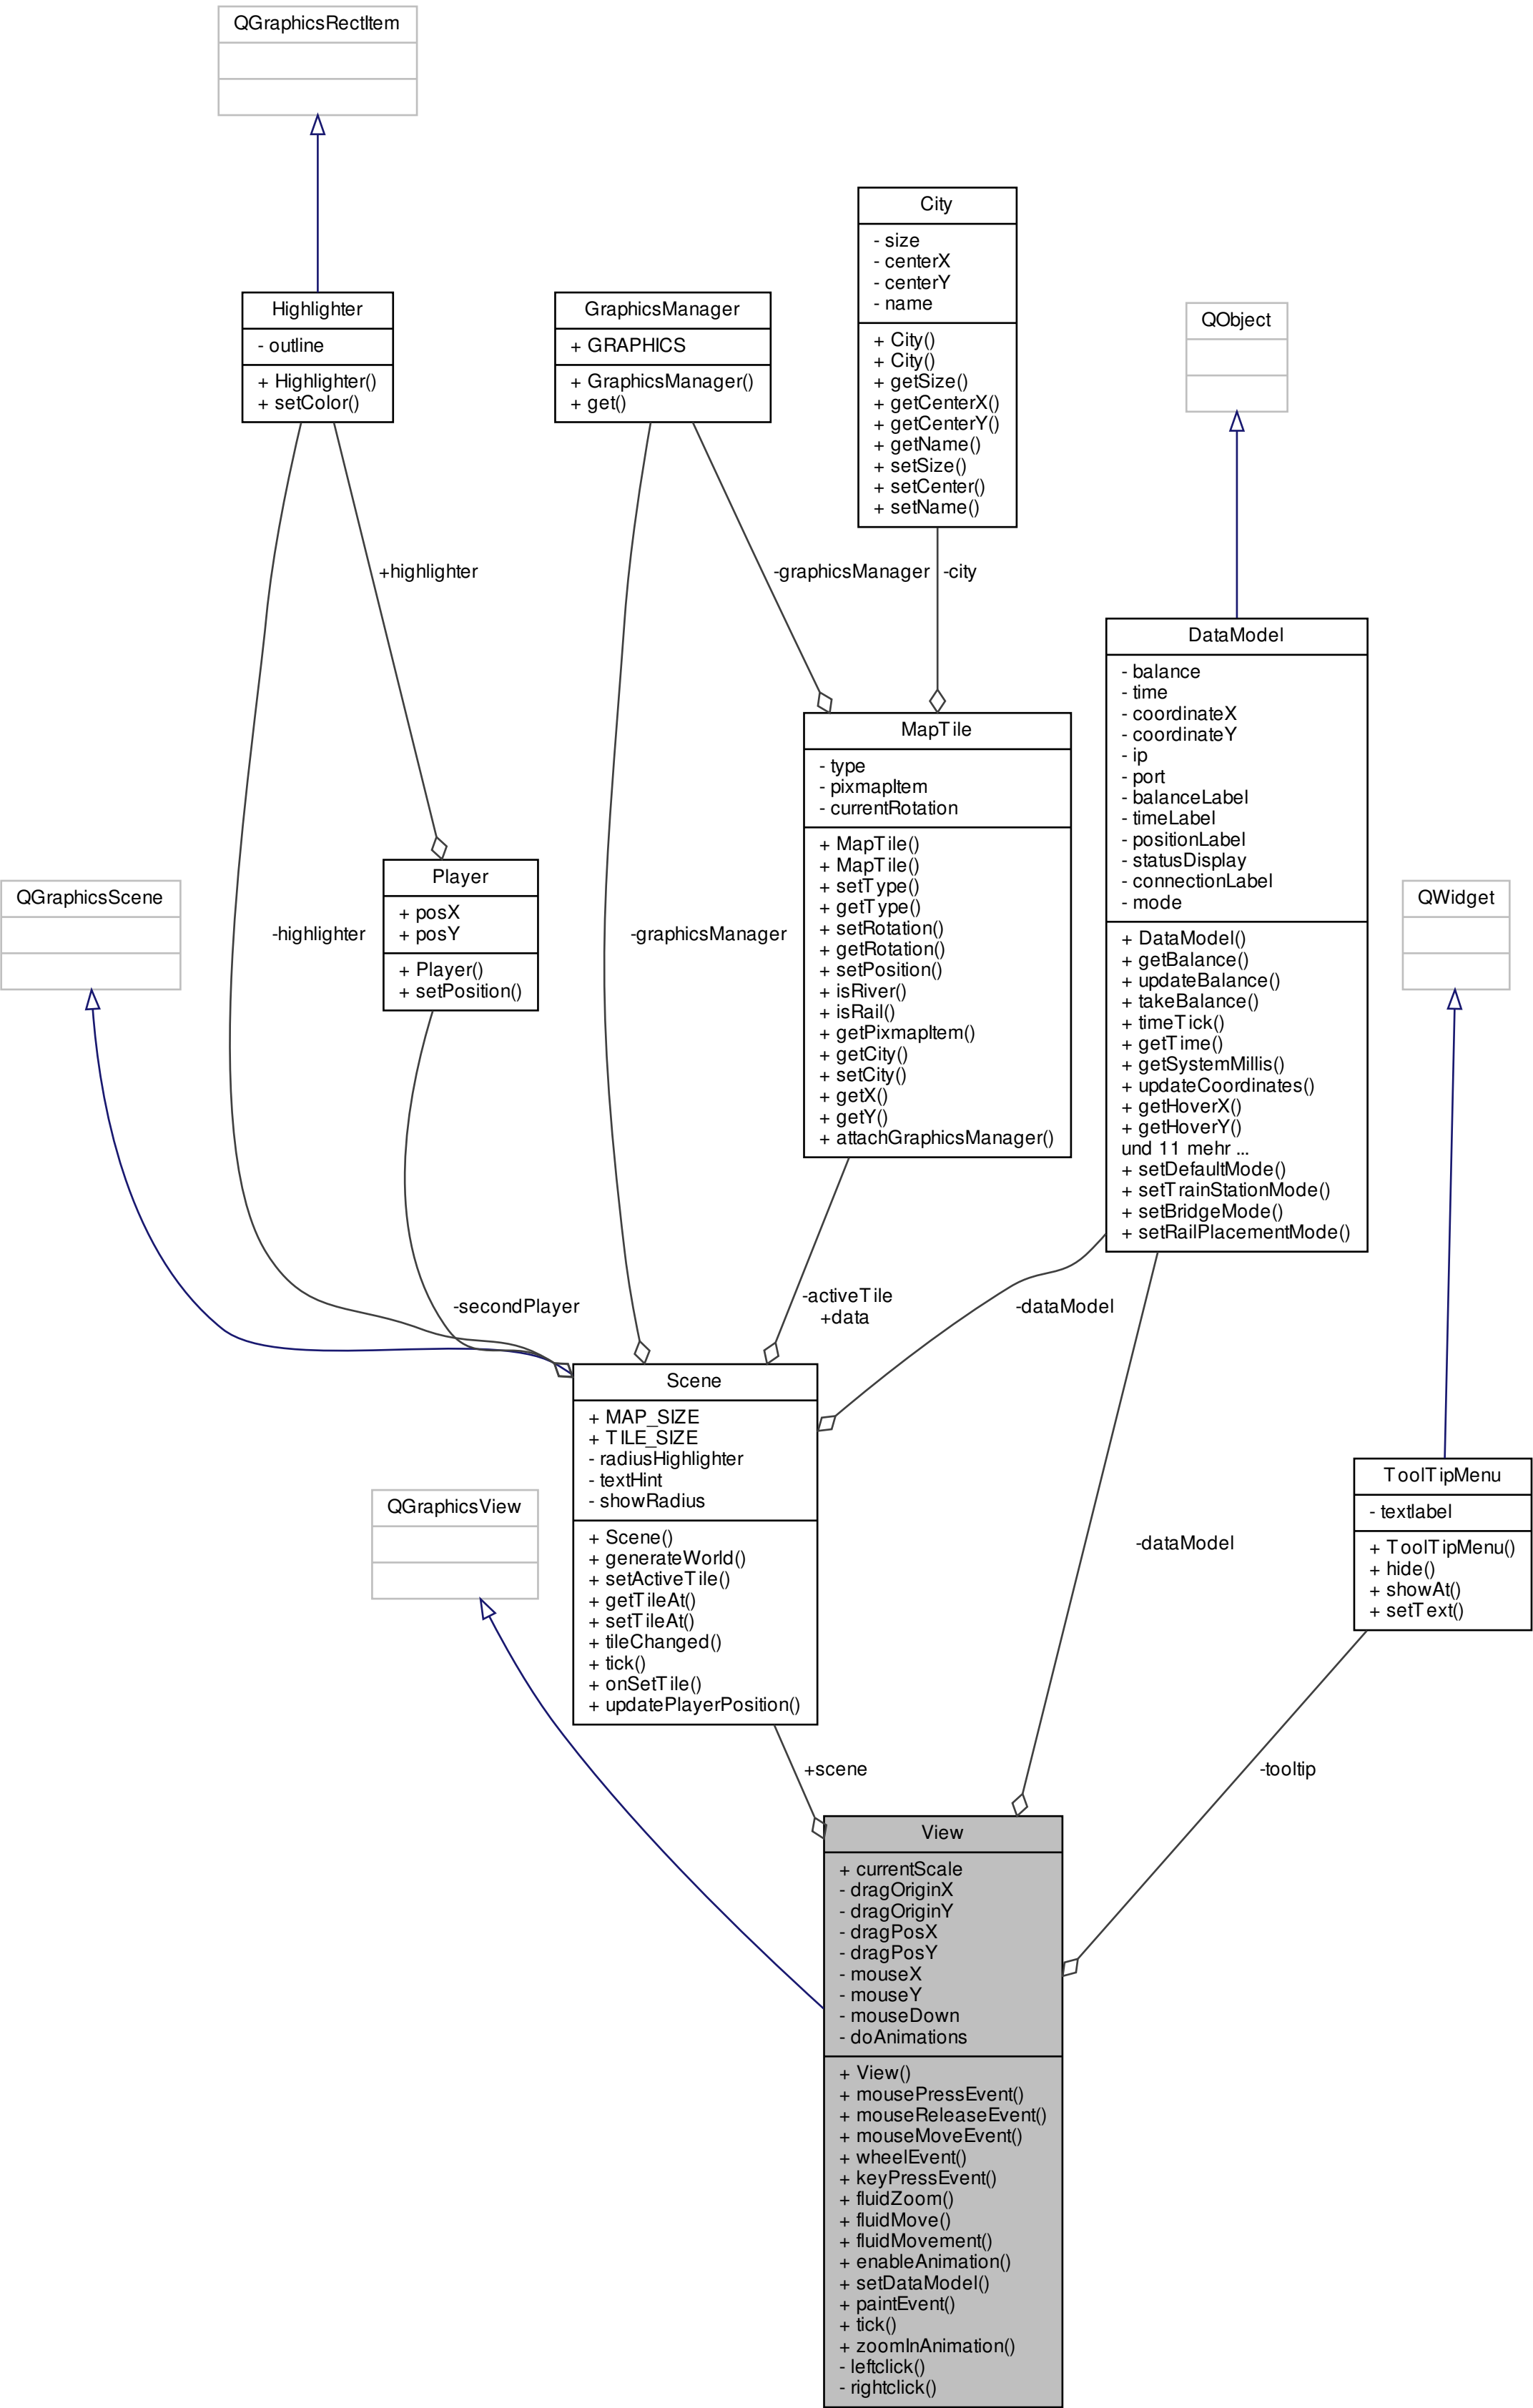 QGraphicsRectItem
City
- size
- centerX
- centerY
- name
+ City()
+ City()
+ getSize()
+ getCenterX()
+ getCenterY()
+ getName()
+ setSize()
+ setCenter()
+ setName()
Highlighter
- outline
+ Highlighter()
+ setColor()
GraphicsManager
+ GRAPHICS
+ GraphicsManager()
+ get()
QObject
+highlighter
-graphicsManager
-city
DataModel
- balance
- time
- coordinateX
- coordinateY
- ip
- port
- balanceLabel
- timeLabel
- positionLabel
- statusDisplay
- connectionLabel
- mode
+ DataModel()
+ getBalance()
+ updateBalance()
+ takeBalance()
+ timeTick()
+ getTime()
+ getSystemMillis()
+ updateCoordinates()
+ getHoverX()
+ getHoverY()
und 11 mehr ...
+ setDefaultMode()
+ setTrainStationMode()
+ setBridgeMode()
+ setRailPlacementMode()
MapTile
- type
- pixmapItem
- currentRotation
+ MapTile()
+ MapTile()
+ setType()
+ getType()
+ setRotation()
+ getRotation()
+ setPosition()
+ isRiver()
+ isRail()
+ getPixmapItem()
+ getCity()
+ setCity()
+ getX()
+ getY()
+ attachGraphicsManager()
Player
+ posX
+ posY
+ Player()
+ setPosition()
QGraphicsScene
QWidget
-highlighter
-graphicsManager
-secondPlayer
-activeTile
+data
-dataModel
Scene
+ MAP_SIZE
+ TILE_SIZE
- radiusHighlighter
- textHint
- showRadius
+ Scene()
+ generateWorld()
+ setActiveTile()
+ getTileAt()
+ setTileAt()
+ tileChanged()
+ tick()
+ onSetTile()
+ updatePlayerPosition()
QGraphicsView
ToolTipMenu
- textlabel
+ ToolTipMenu()
+ hide()
+ showAt()
+ setText()
-dataModel
+scene
-tooltip
View
+ currentScale
- dragOriginX
- dragOriginY
- dragPosX
- dragPosY
- mouseX
- mouseY
- mouseDown
- doAnimations
+ View()
+ mousePressEvent()
+ mouseReleaseEvent()
+ mouseMoveEvent()
+ wheelEvent()
+ keyPressEvent()
+ fluidZoom()
+ fluidMove()
+ fluidMovement()
+ enableAnimation()
+ setDataModel()
+ paintEvent()
+ tick()
+ zoomInAnimation()
- leftclick()
- rightclick()